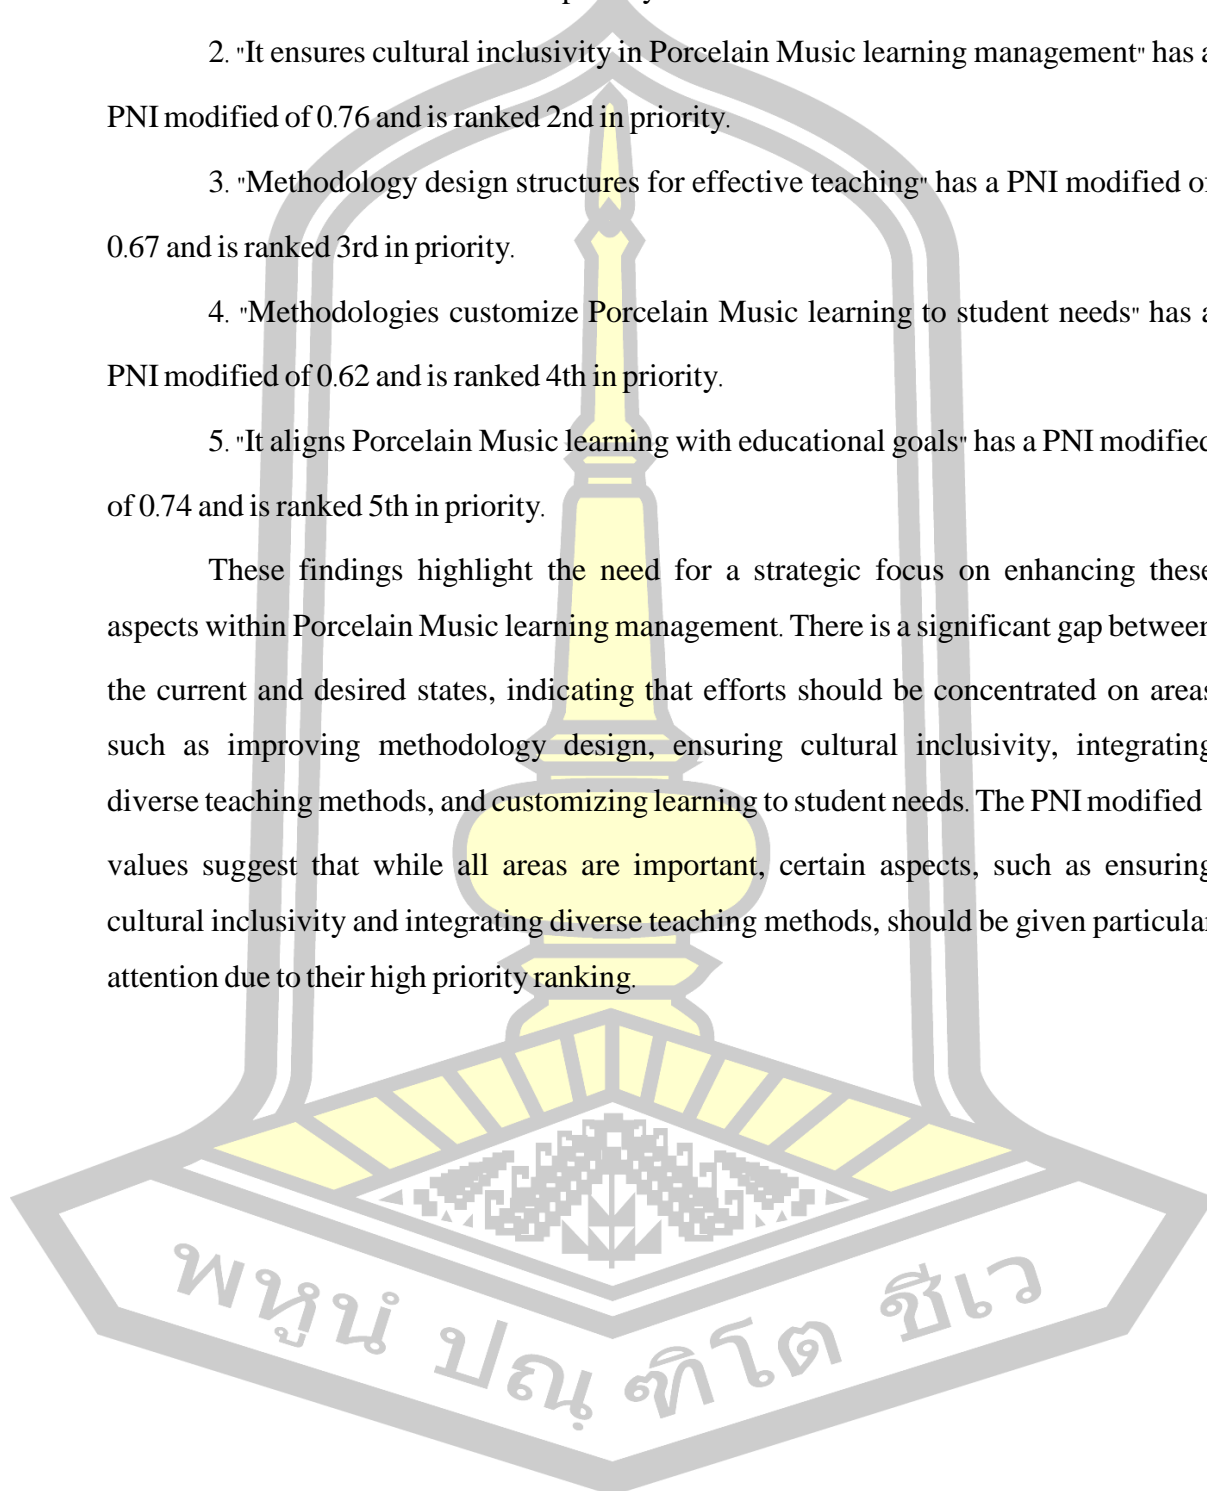 2. "It ensures cultural inclusivity in Porcelain Music learning management" has a
PNI modified of 0.76 and is ranked 2nd in priority.
3. "Methodology design structures for effective teaching" has a PNI modified of
0.67 and is ranked 3rd in priority.
4. "Methodologies customize Porcelain Music learning to student needs" has a
PNI modified of 0.62 and is ranked 4th in priority.
5. "It aligns Porcelain Music learning with educational goals" has a PNI modified
of 0.74 and is ranked 5th in priority.
These findings highlight the need for a strategic focus on enhancing these
aspects within Porcelain Music learning management. There is a significant gap between
the current and desired states, indicating that efforts should be concentrated on areas
such as improving methodology design, ensuring cultural inclusivity, integrating
diverse teaching methods, and customizing learning to student needs. The PNI modified
values suggest that while all areas are important, certain aspects, such as ensuring
cultural inclusivity and integrating diverse teaching methods, should be given particular
attention due to their high priority ranking.
พหูนํ ปณฺฑิโต ชีเว